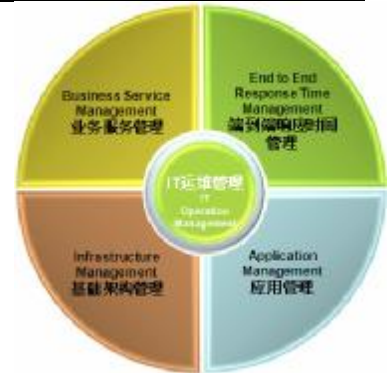 Business Service
Management
业务服务管理
End to End
Response Time
Management
端到端响应时间
管理
IT运维管理
IT
Operation
Management
Infrastructure
Management
基础架构管理
Application
Management
应用管理